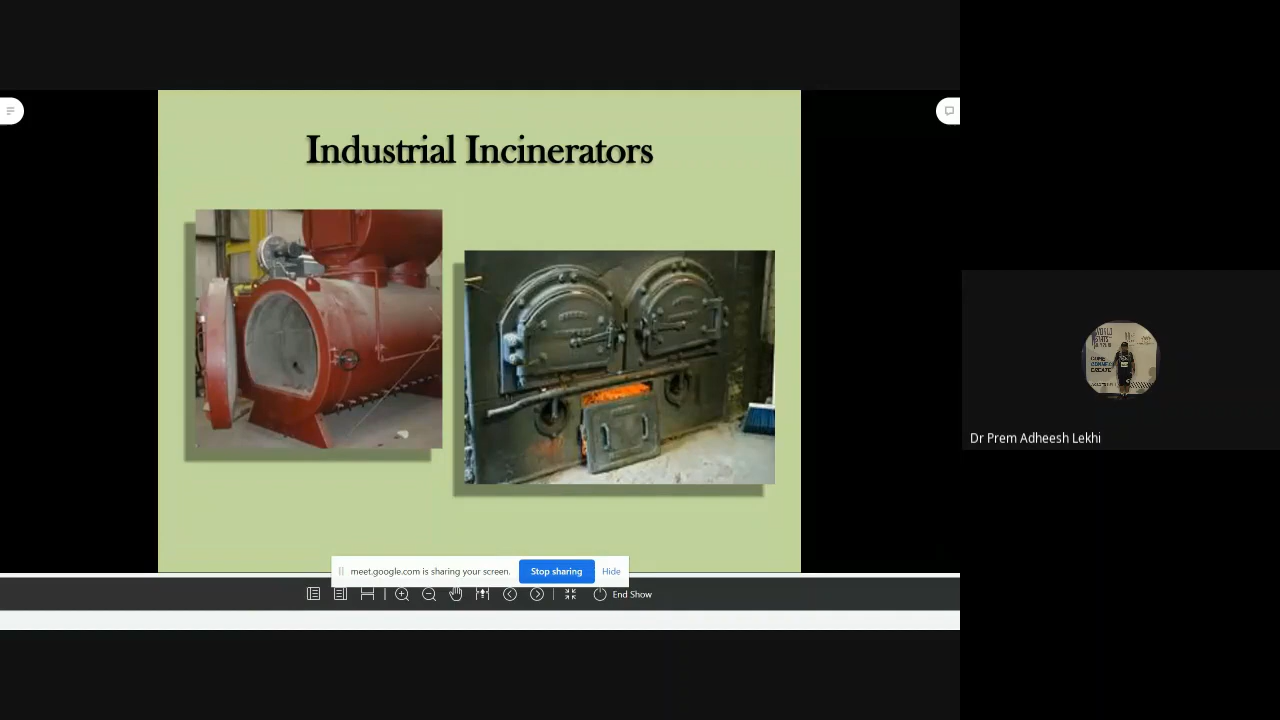 Industrial Incinerators
meet.google.com is sharing your screen.
Stop sharing
Hide
End Show
Dr Prem Adheesh Lekhi